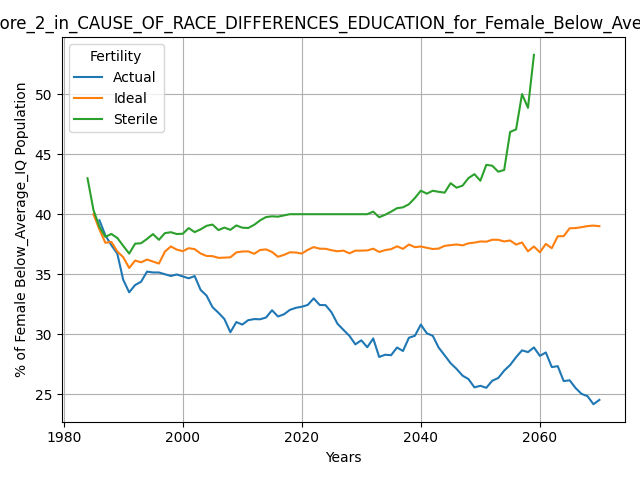 ore_2_in_CAUSE_OF_RACE_DIFFERENCES_EDUCATION_for_Female_Below_Ave
Fertility
Actual
Ideal
Sterile
% of Female Below_Average_IQ Population
50
45
40
35
30
25
1980
2000
2020
2040
2060
Years